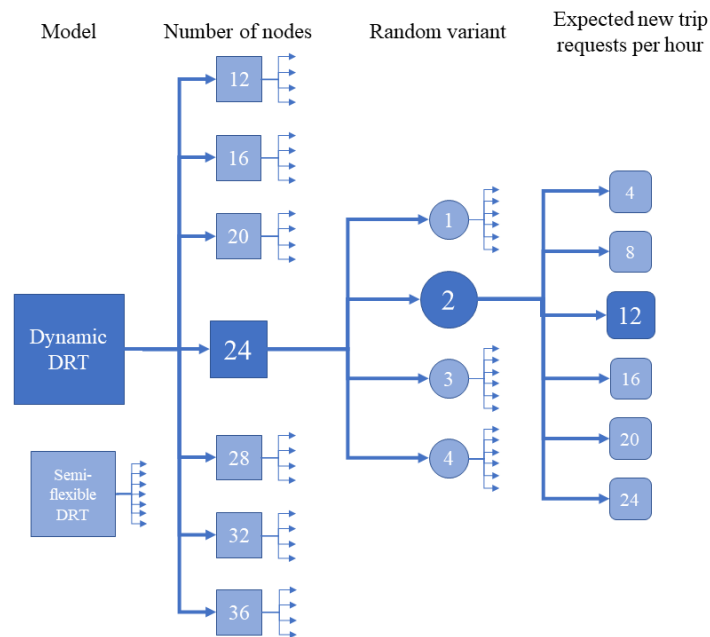 Model
Number of nodes
Random variant
Expected new trip
requests per hour
12
16
20
24
28
32
36
Dynamic
DRT
Semi-
flexible
DRT
1
2
3
4
4
8
12
16
20
24